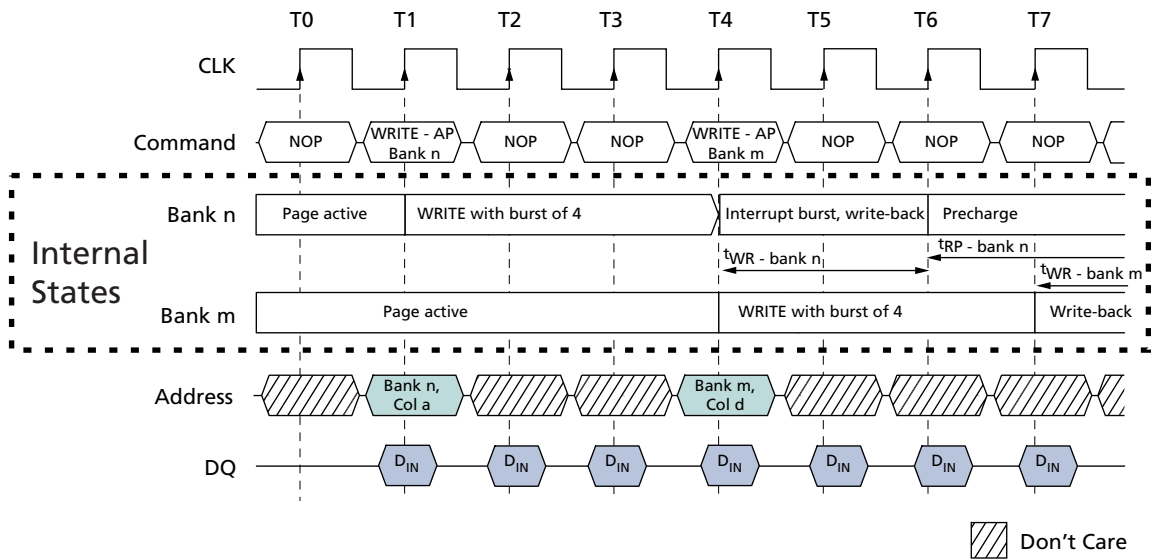 T0 T1 T2 T3 T4 T5 T6 T7
CLK
Command NOP WRITE - AP Bank n NOP NOP WRITE - AP Bank m NOP NOP NOP
Internal States
Bank n Page active WRITE with burst of 4 Interrupt burst, write-back Precharge
tWR - bank n tRP - bank n
tWR - bank m
Bank m Page active WRITE with burst of 4 Write-back
Address Bank n, Col a Bank m, Col d
DQ DIN DIN DIN DIN DIN DIN DIN
Don't Care